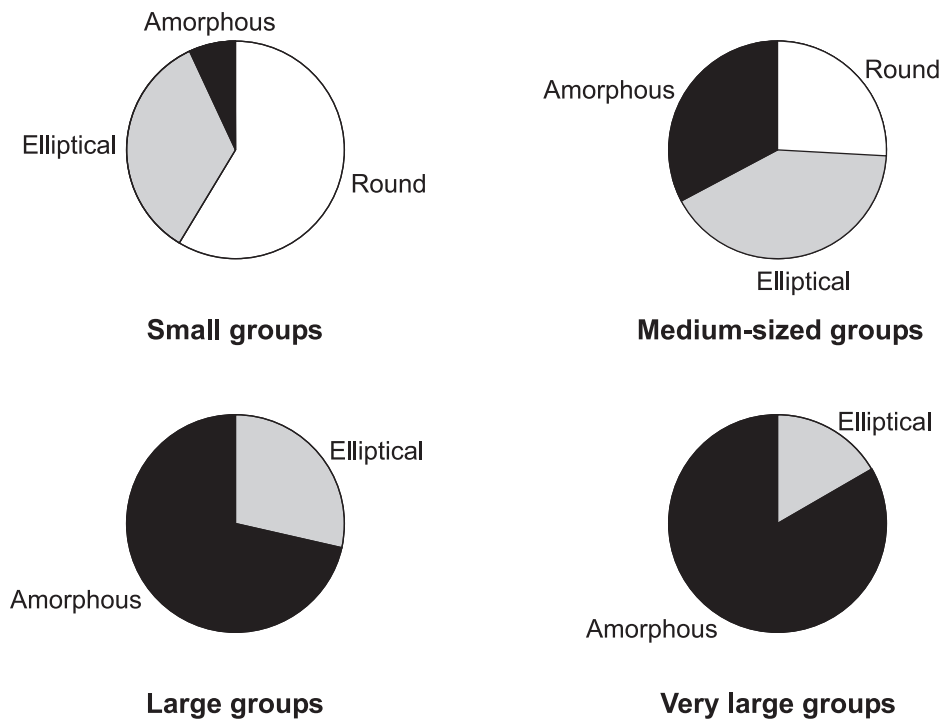 Amorphous
Elliptical
Round
Small groups
Round
Amorphous
Elliptical
Medium-sized groups
Elliptical
Amorphous
Large groups
Elliptical
Amorphous
Very large groups